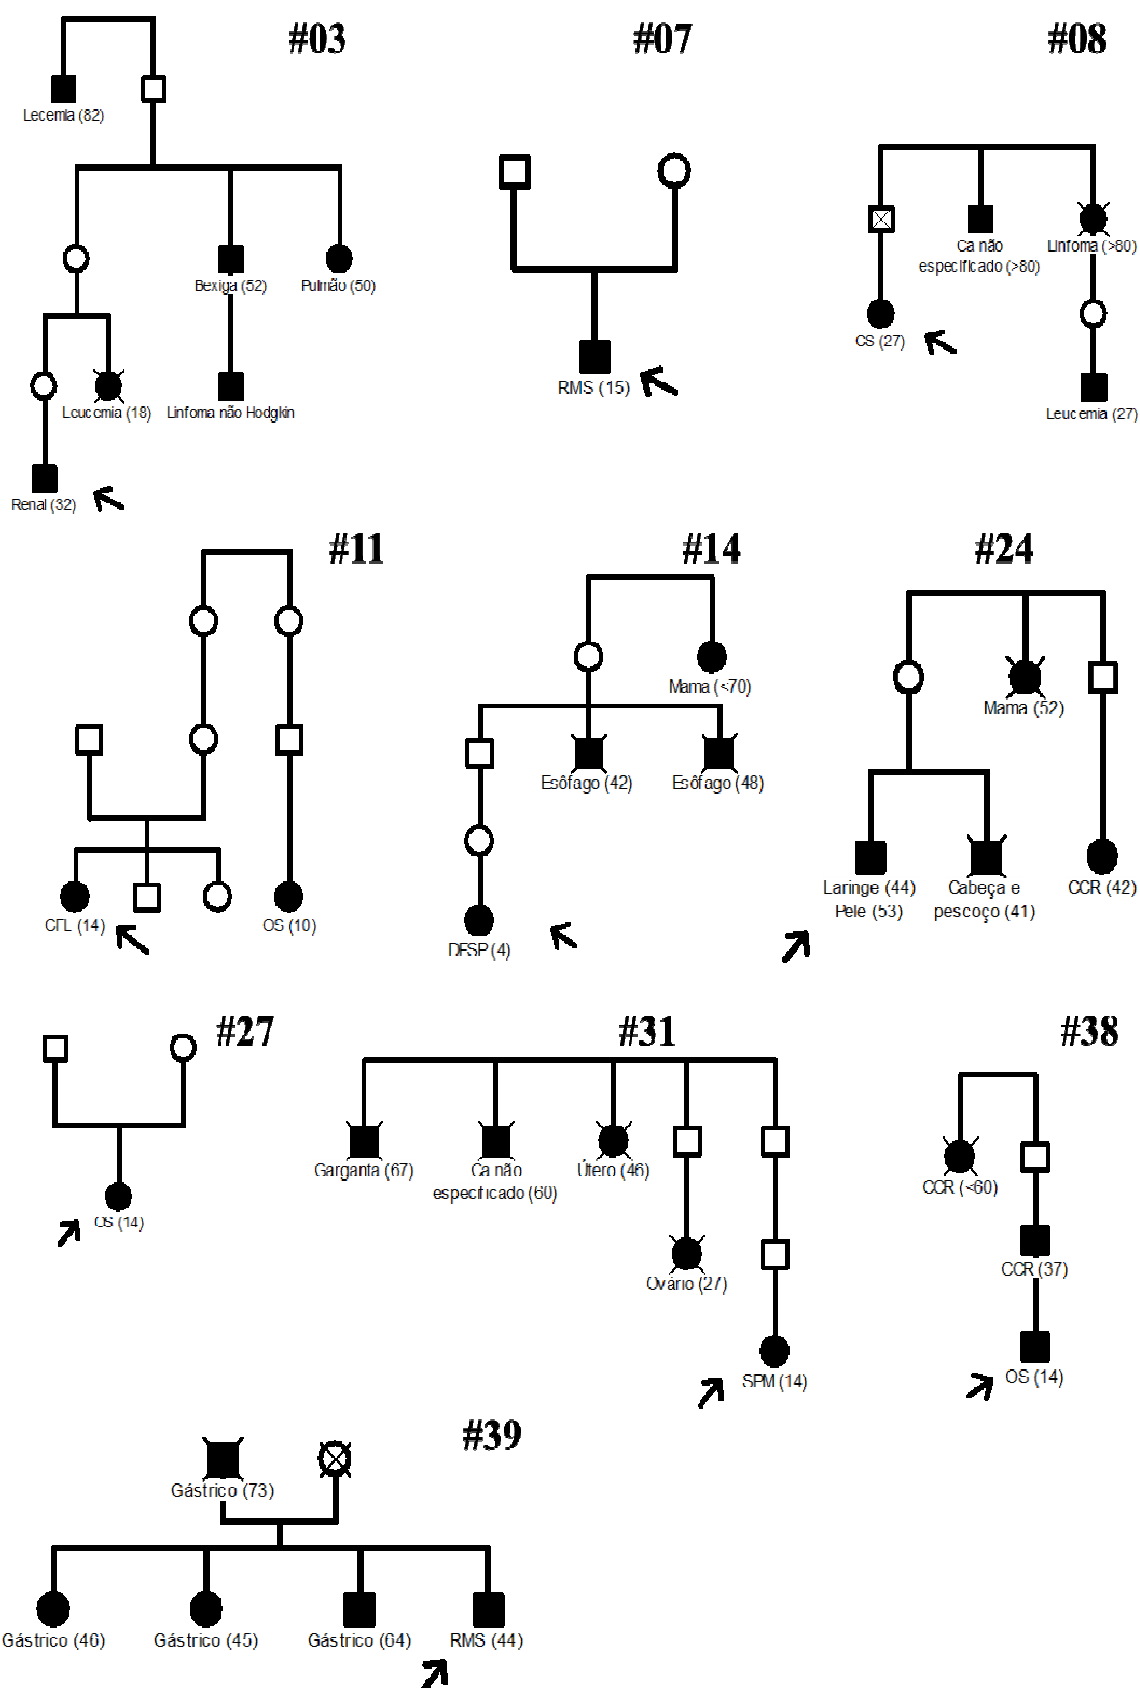 #03
#07
#08
Lecemia (82)
Bexiga (52)
Pulmão (50)
Leucemia (18)
Linfoma não Hodgkin
Renal (32)
RMS (15)
Ca não
especificado (>80)
Linfoma (>80)
CS (27)
Leucemia (27)
#11
#14
#24
CFL (14)
OS (10)
Mama (<70)
Esôfago (42)
Esôfago (48)
DFSP (4)
Mama (52)
Laringe (44)
Pele (53)
Cabeça e
pescoço (41)
CCR (42)
#27
#31
#38
OS (14)
Garganta (67)
Ca não
especificado (60)
Útero (46)
Ovário (27)
SPM (14)
CCR (<60)
CCR (37)
OS (14)
#39
Gástrico (73)
Gástrico (46)
Gástrico (45)
Gástrico (64)
RMS (44)